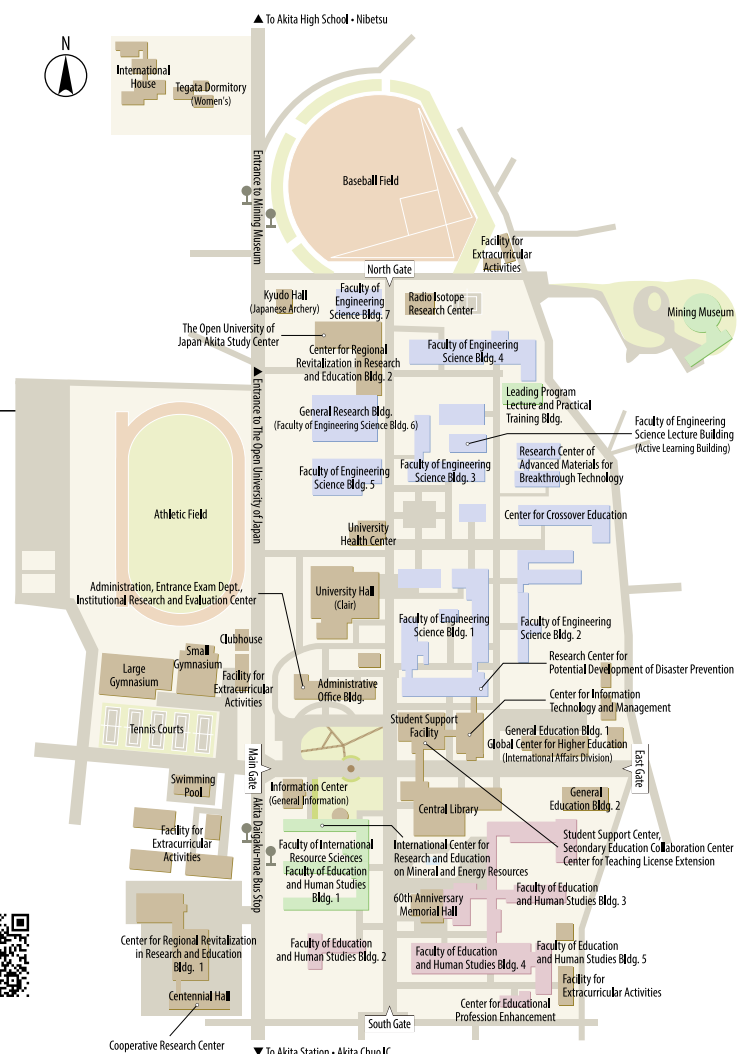 ▲ To Akita High School • Nibetsu
N
International
House
Tegata Dormitory
(Women's)
Entrance to Mining Museum
Baseball Field
Facility for
Extracurricular
Activities
North Gate
Kyudo Hall
(Japanese Archery)
Faculty of
Engineering
Science Bldg. 7
Radio Isotope
Research Center
Mining Museum
The Open University of
Japan Akita Study Center
Center for Regional
Revitalization in Research
and Education Bldg. 2
Faculty of Engineering
Science Bldg. 4
▲ Entrance to The Open University of Japan
Leading Program
Lecture and Practical
Training Bldg.
General Research Bldg.
(Faculty of Engineering Science Bldg. 6)
Faculty of Engineering
Science Lecture Building
(Active Learning Building)
Faculty of Engineering
Science Bldg. 5
Faculty of Engineering
Science Bldg. 3
Research Center of
Advanced Materials for
Breakthrough Technology
Athletic Field
University
Health Center
Center for Crossover Education
Administration, Entrance Exam Dept.,
Institutional Research and Evaluation Center
University Hall
(Clair)
Faculty of Engineering
Science Bldg. 1
Faculty of Engineering
Science Bldg. 2
Clubhouse
Small
Gymnasium
Large
Gymnasium
Facility for
Extracurricular
Activities
Administrative
Office Bldg.
Research Center for
Potential Development of Disaster Prevention
Center for Information
Technology and Management
Tennis Courts
Student Support
Facility
General Education Bldg. 1
Global Center for Higher Education
(International Affairs Division)
Main Gate
East Gate
Swimming
Pool
Information Center
(General Information)
Central Library
General
Education Bldg. 2
Akita Daigaku-mae Bus Stop
Facility for
Extracurricular
Activities
Faculty of International
Resource Sciences
Faculty of Education
and Human Studies
Bldg. 1
International Center for
Research and Education
on Mineral and Energy Resources
Student Support Center,
Secondary Education Collaboration Center
Center for Teaching License Extension
60th Anniversary
Memorial Hall
Faculty of Education
and Human Studies Bldg. 3
Center for Regional Revitalization
in Research and Education
Bldg. 1
Faculty of Education
and Human Studies Bldg. 2
Faculty of Education
and Human Studies Bldg. 4
Faculty of Education
and Human Studies Bldg. 5
Facility for
Extracurricular Activities
Centennial Hall
Center for Educational
Profession Enhancement
South Gate
Cooperative Research Center
▼ To Akita Station • Akita Chuo IC